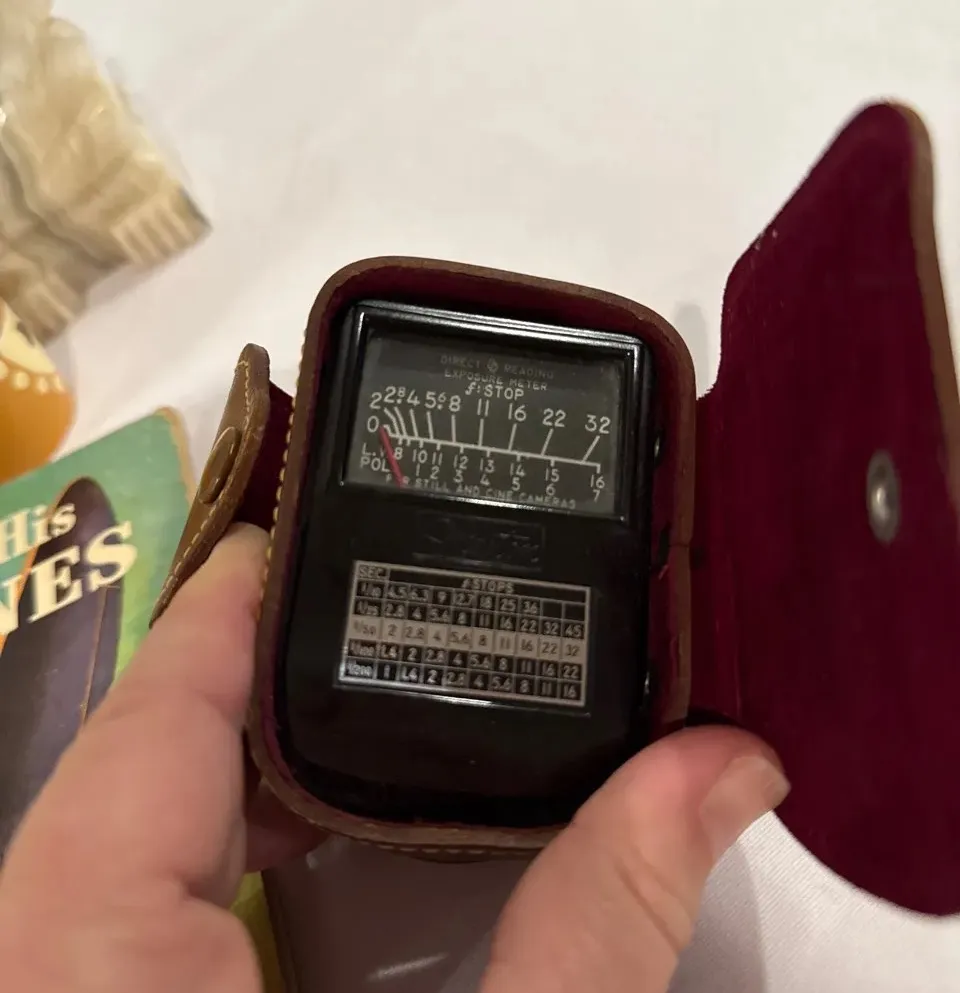 DIRECT READING
EXPOSURE METER
f:STOP
2 2.8 4 5.6 8 11 16 22 32
0
L.V 8 10 11 12 13 14 15 16
POL 1 2 3 4 5 6 7
FOR STILL AND CINE CAMERAS
SEC. f-STOPS
4.5 6.3 9 12.7 18 25 36
1/25 2.8 4 5.6 8 11 16 22 32 45
1/50 2 2.8 4 5.6 8 11 16 22 32
1/100 1.4 2 2.8 4 5.6 8 11 16 22
1/200 1 1.4 2 2.8 4 5.6 8 11 16
His
NES